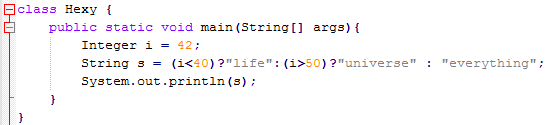 class Hexy {
public static void main(String[] args){
Integer i = 42;
String s = (i<40)?"life":(i>50)?"universe" : "everything";
System.out.println(s);
}
}